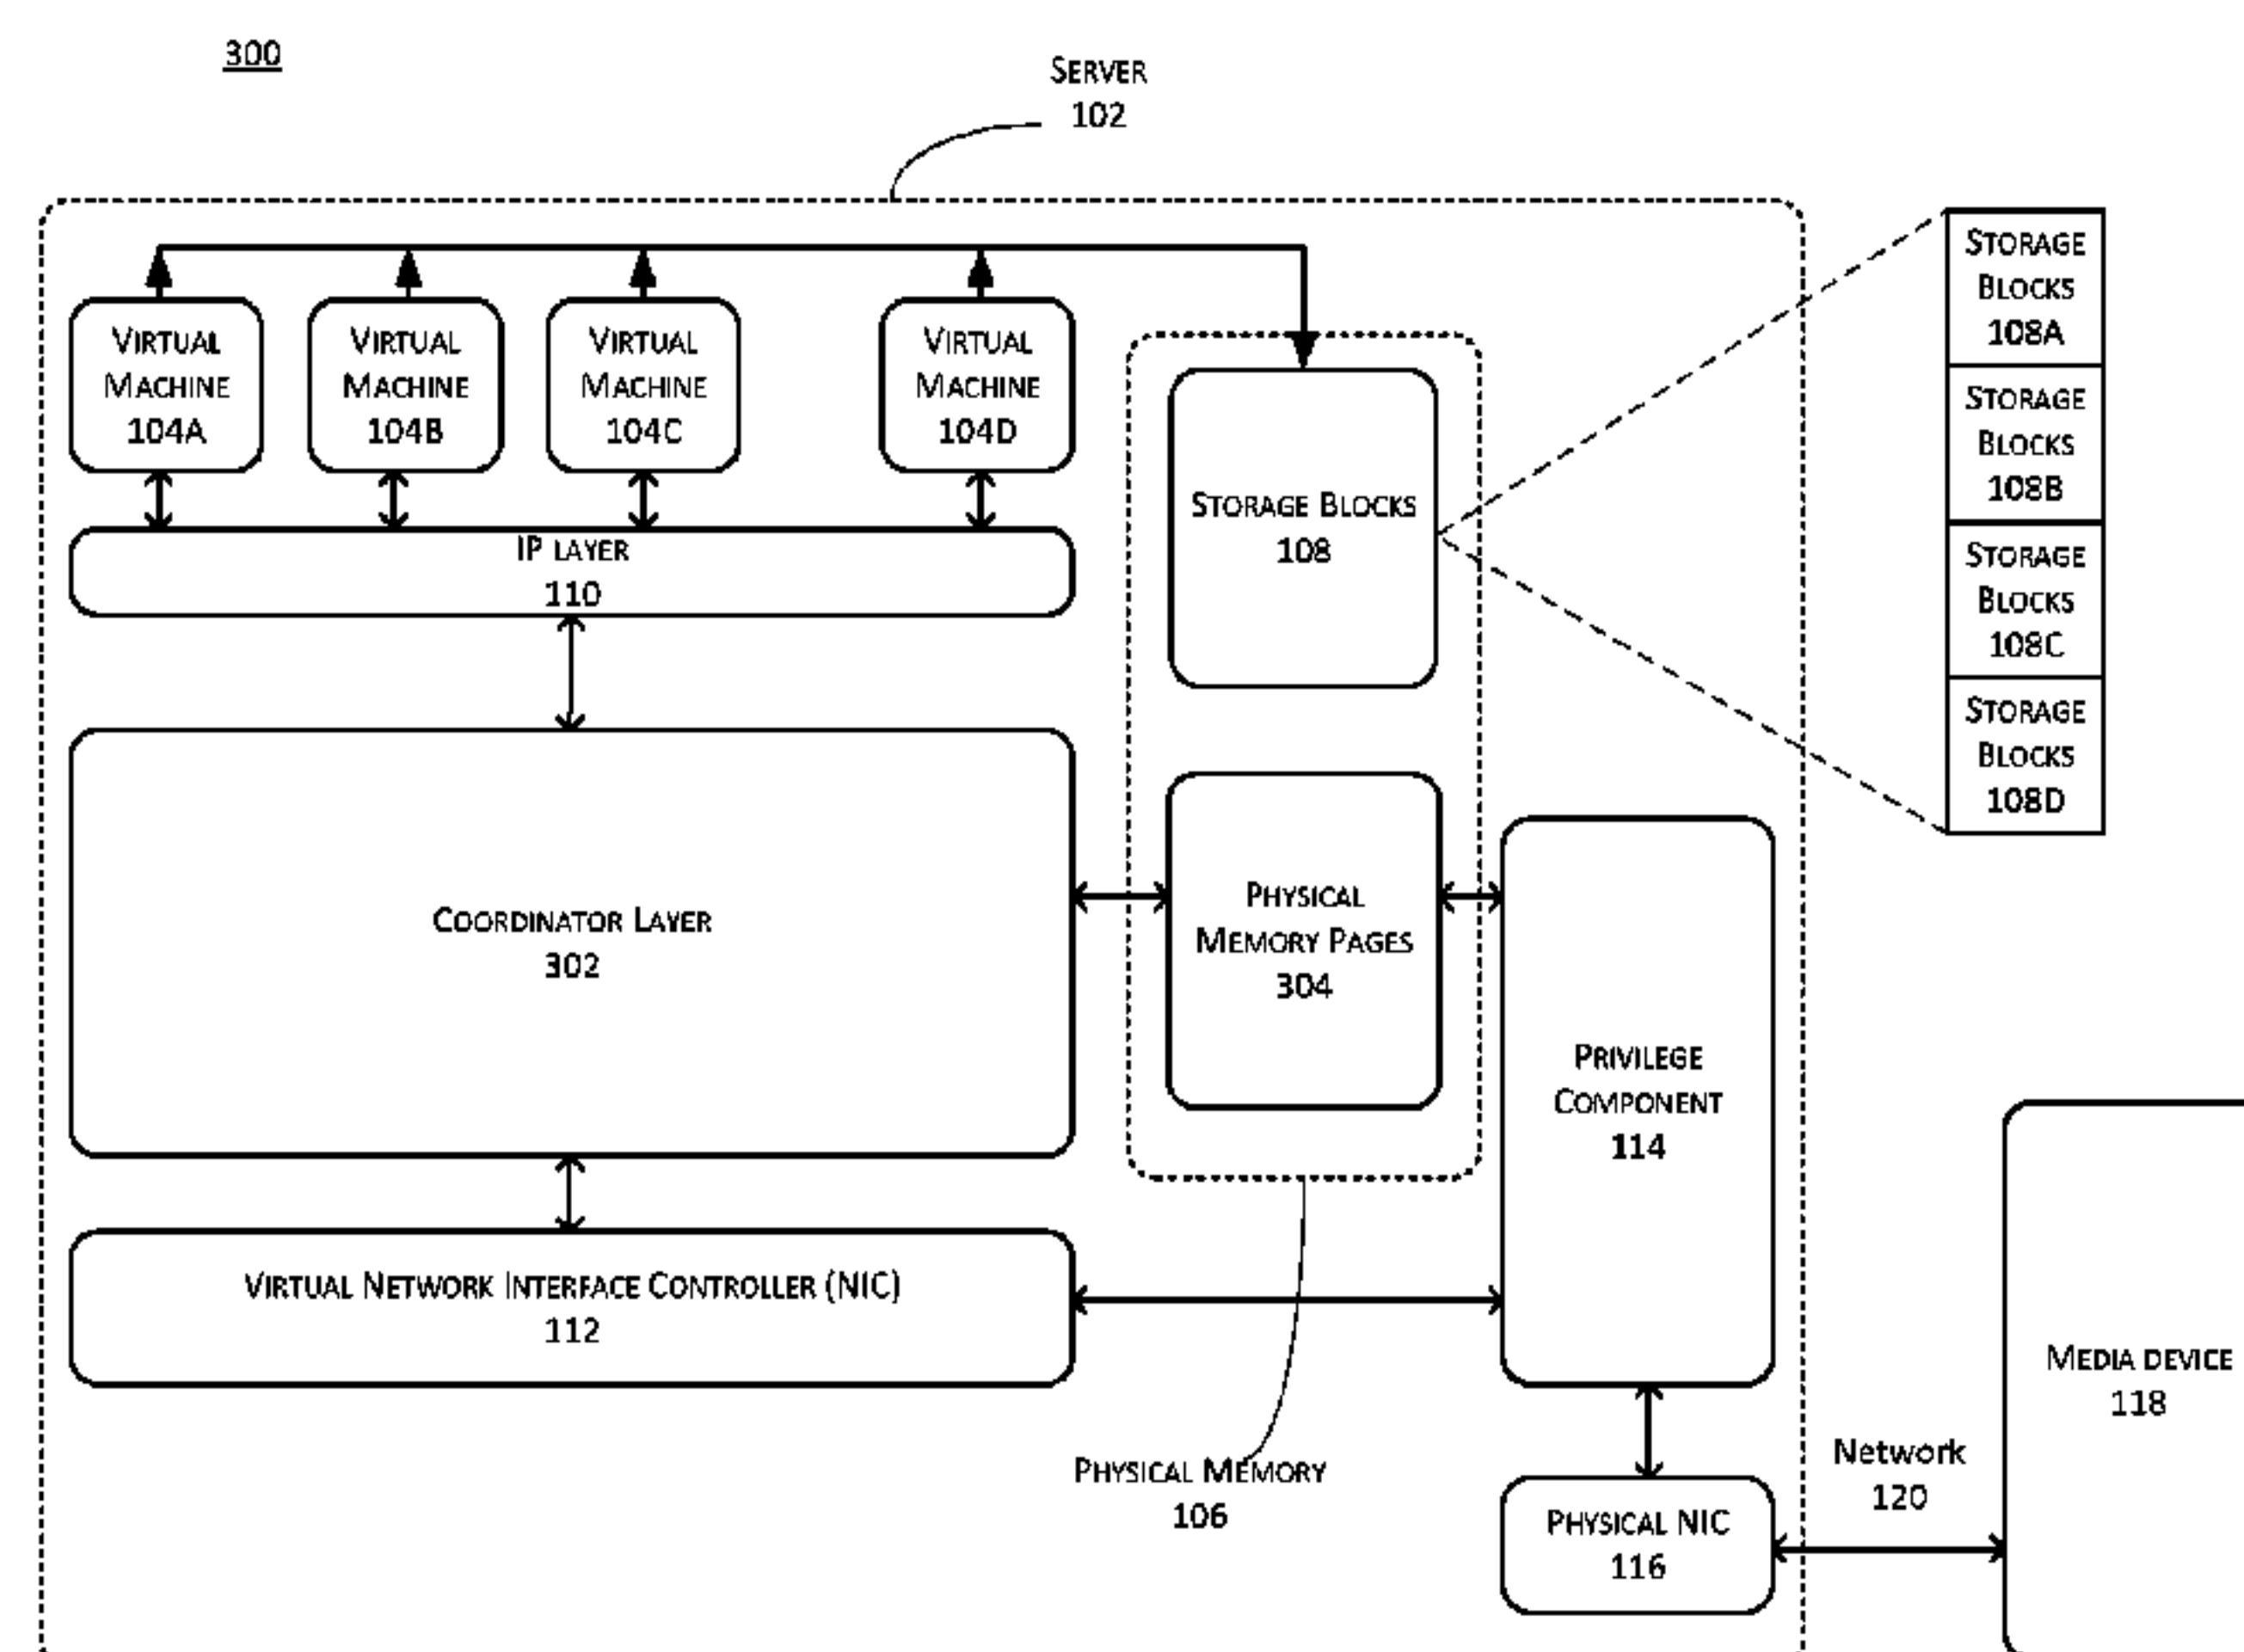 300
SERVER
102
VIRTUAL
MACHINE
104A
VIRTUAL
MACHINE
104B
VIRTUAL
MACHINE
104C
VIRTUAL
MACHINE
104D
IP LAYER
110
STORAGE BLOCKS
108
STORAGE
BLOCKS
108A
STORAGE
BLOCKS
108B
STORAGE
BLOCKS
108C
STORAGE
BLOCKS
108D
COORDINATOR LAYER
302
PHYSICAL
MEMORY PAGES
304
PRIVILEGE
COMPONENT
114
VIRTUAL NETWORK INTERFACE CONTROLLER (NIC)
112
PHYSICAL MEMORY
106
PHYSICAL NIC
116
Network
120
MEDIA DEVICE
118